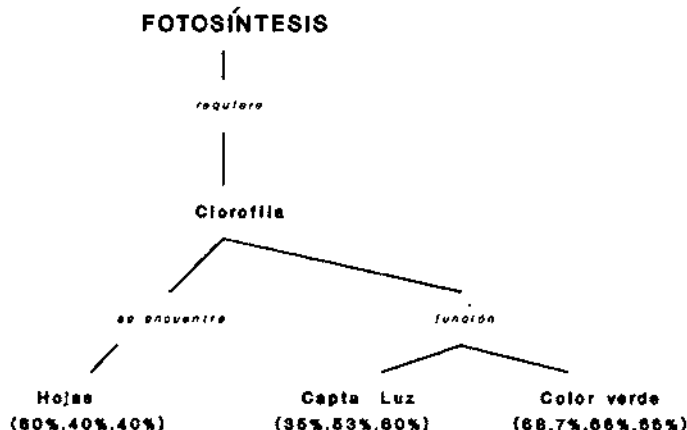 FOTOSÍNTESIS
requiere
Clorofila
se encuentra función
Hojas Capta Luz Color verde
(60%,40%,40%) (35%,53%,60%) (68,7%,66%,66%)